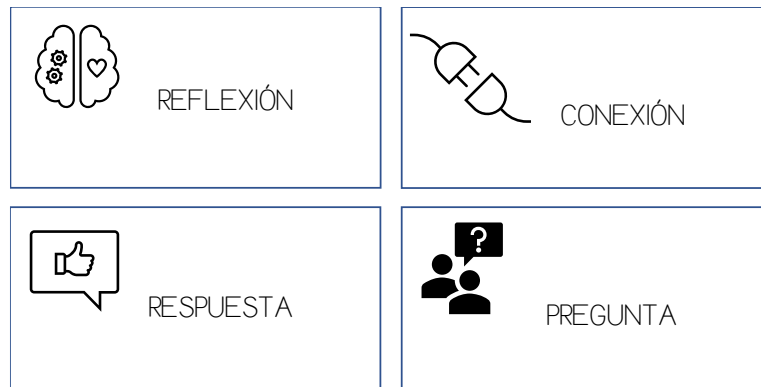 REFLEXIÓN
CONEXIÓN
?
RESPUESTA
PREGUNTA